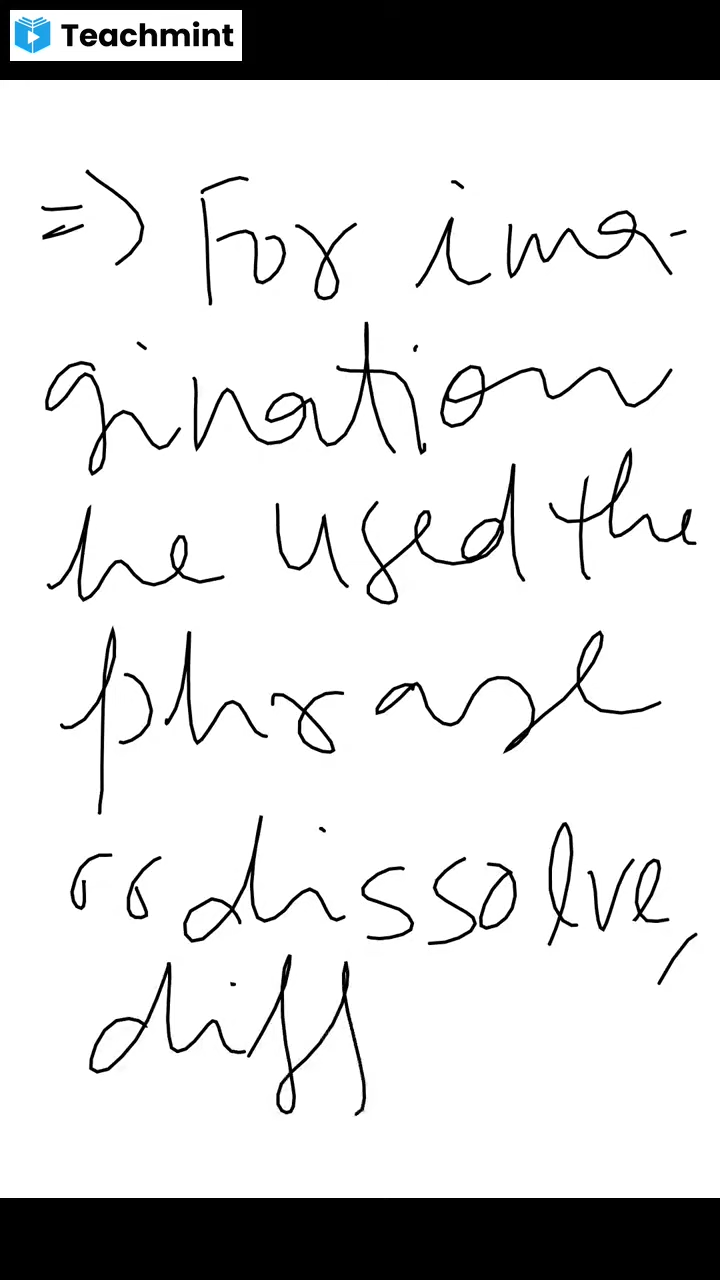 Teachmint
=> For ima-
gination
he used the
phrase
“dissolve,
diff